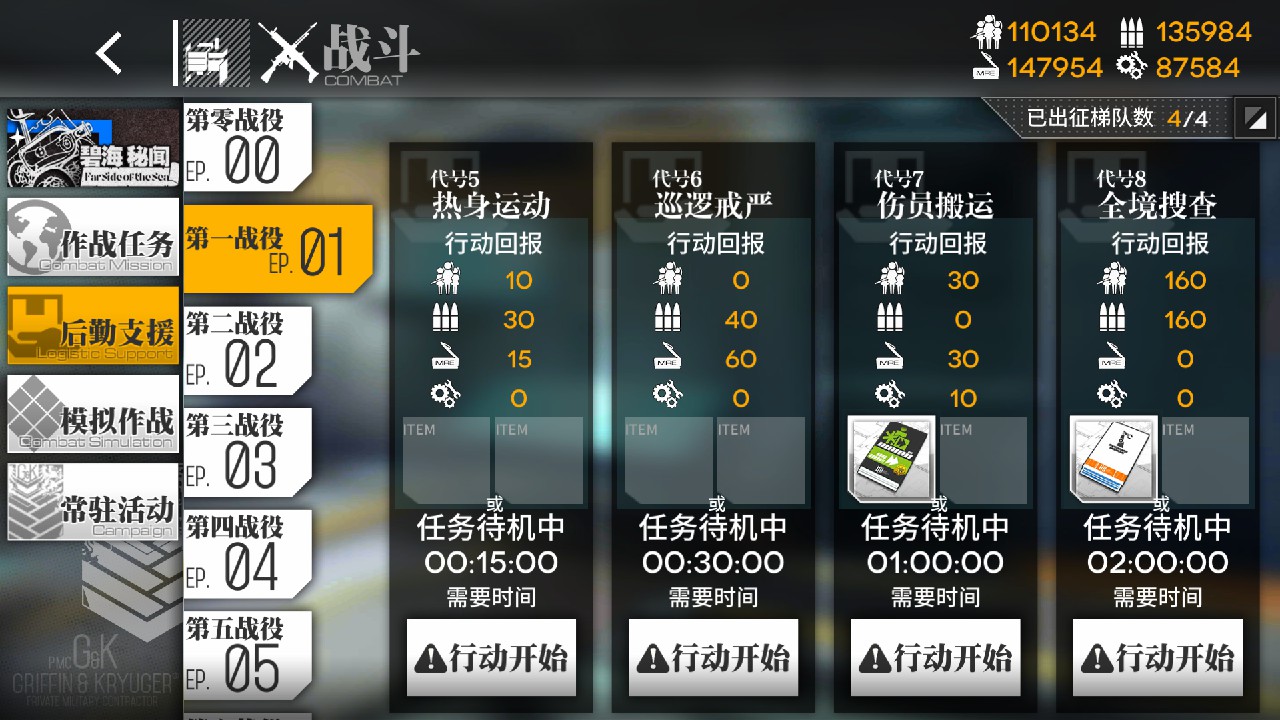 战斗
COMBAT
110134
135984
MRE
147954
87584
已出征梯队数 4/4
碧海秘闻
Far Side of the Sea
作战任务
Combat Mission
后勤支援
Logistic Support
模拟作战
Combat Simulation
常驻活动
Campaign
PMC G&K
GRIFFIN & KRYUGER
PRIVATE MILITARY CONTRACTOR
第零战役
EP. 00
第一战役
EP. 01
第二战役
EP. 02
第三战役
EP. 03
第四战役
EP. 04
第五战役
EP. 05
代号5
热身运动
行动回报
10
30
MRE 15
0
ITEM ITEM
或
任务待机中
00:15:00
需要时间
行动开始
代号6
巡逻戒严
行动回报
0
40
MRE 60
0
ITEM ITEM
或
任务待机中
00:30:00
需要时间
行动开始
代号7
伤员搬运
行动回报
30
0
MRE 30
10
ITEM
或
任务待机中
01:00:00
需要时间
行动开始
代号8
全境搜查
行动回报
160
160
MRE 0
0
ITEM
或
任务待机中
02:00:00
需要时间
行动开始